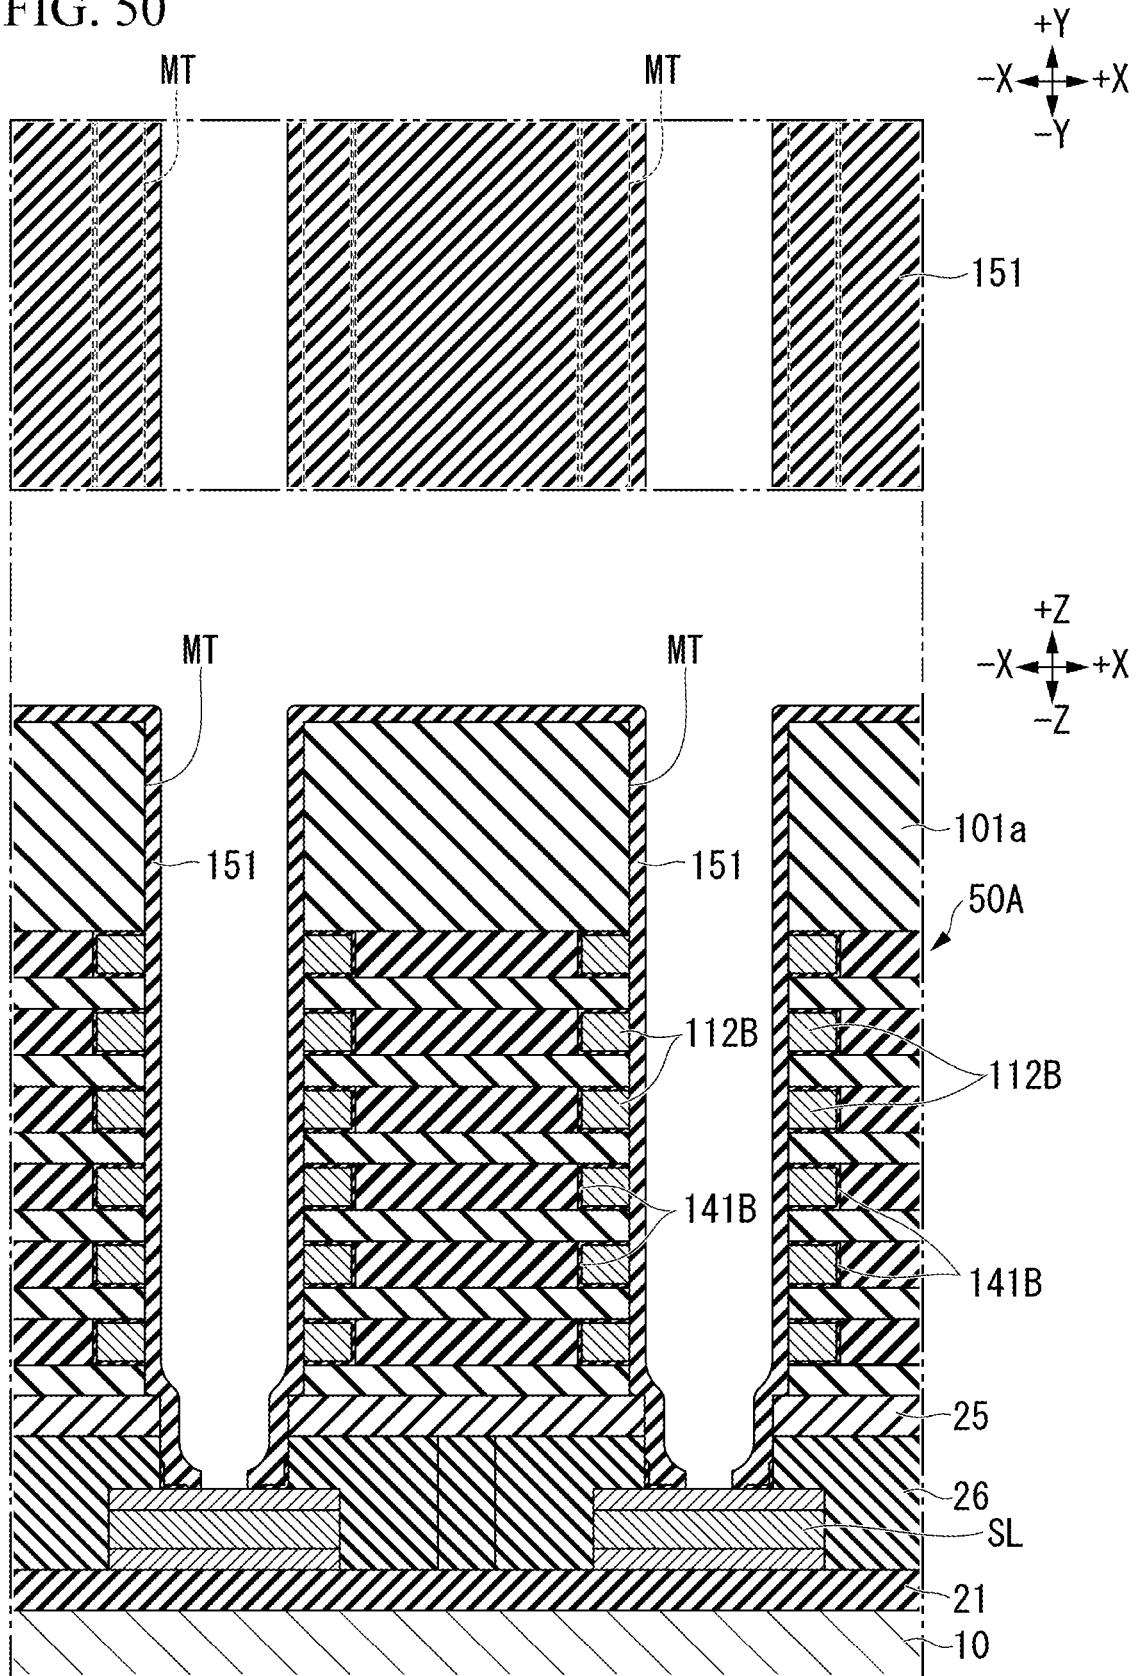 FIG. 50
+Y
MT MT
-X +X
-Y
151
+Z
MT MT
-X +X
-Z
101a
151 151
50A
112B
112B
141B
141B
25
26
SL
21
10